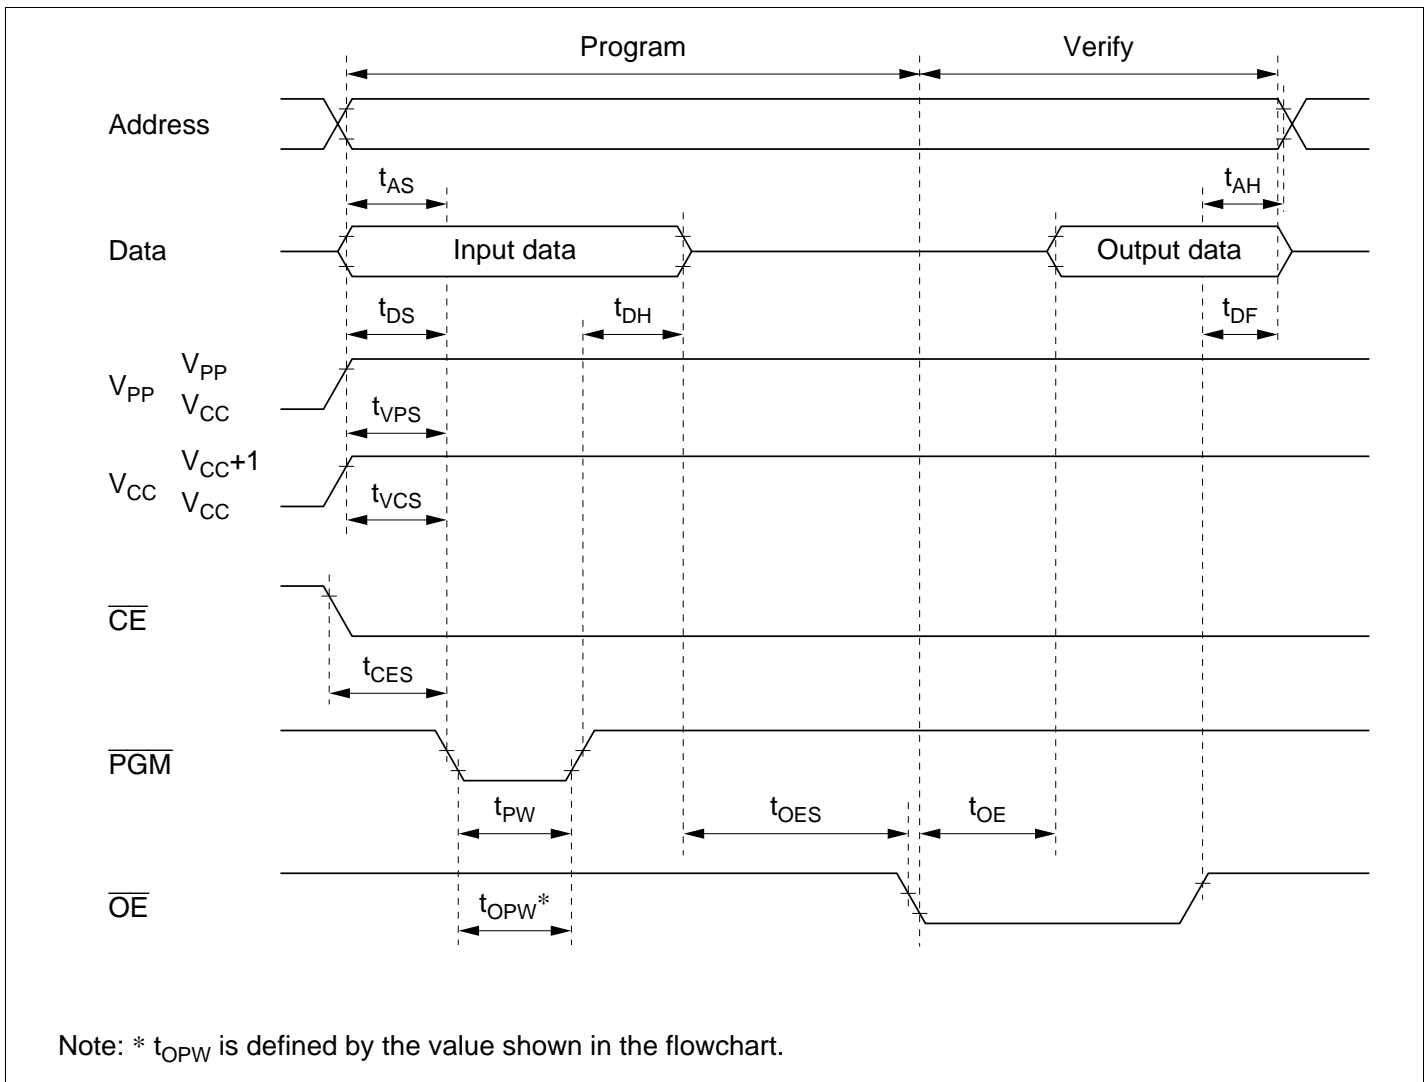 Program Verify
Address
tAS tAH
Data Input data Output data
tDS tDH tDF
VPP VPP
VCC
tVPS
VCC VCC+1
VCC
tVCS
CE
tCES
PGM
tPW tOES tOE
OE
tOPW*
Note: * tOPW is defined by the value shown in the flowchart.